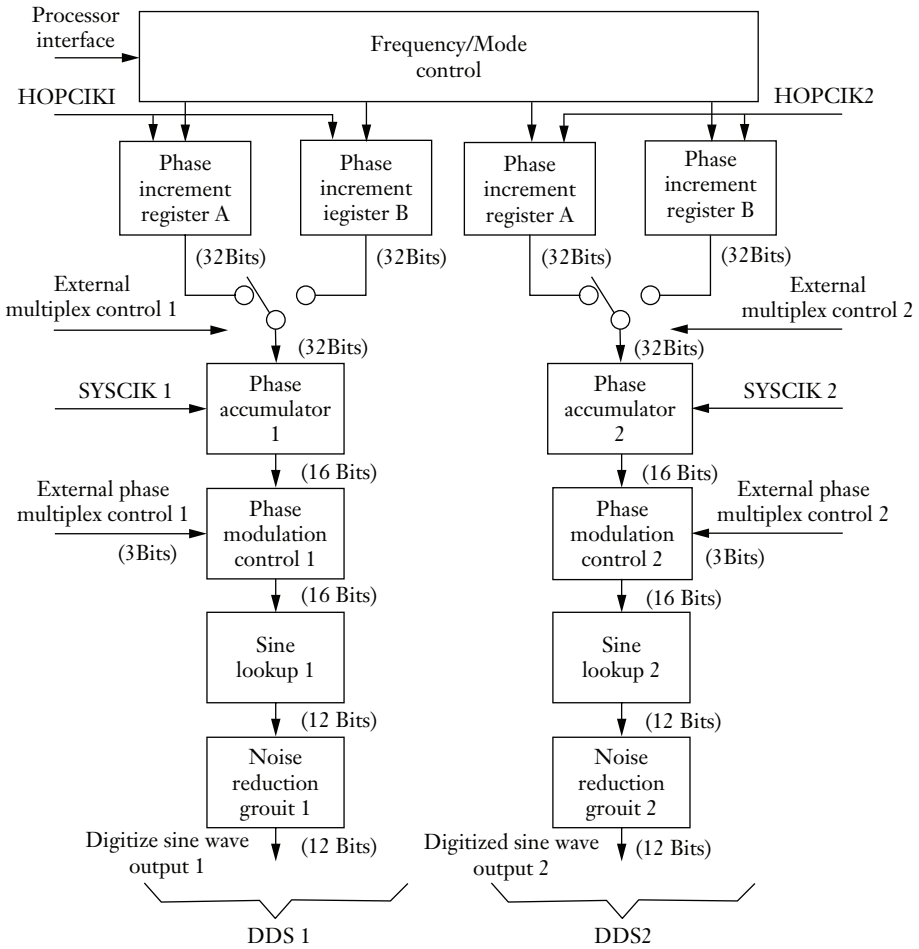 Processor
interface
Frequency/Mode
control
HOPCIKI
HOPCIK2
Phase
increment
register A
Phase
increment
iegister B
Phase
increment
register A
Phase
increment
register B
(32Bits)
(32Bits)
(32Bits)
(32Bits)
External
multiplex control 1
External
multiplex control 2
(32Bits)
(32Bits)
SYSCIK 1
Phase
accumulator
1
Phase
accumulator
2
SYSCIK 2
(16 Bits)
(16 Bits)
External phase
multiplex control 1
(3Bits)
Phase
modulation
control 1
Phase
modulation
control 2
External phase
multiplex control 2
(3Bits)
(16 Bits)
(16 Bits)
Sine
lookup 1
Sine
lookup 2
(12 Bits)
(12 Bits)
Noise
reduction
grouit 1
Noise
reduction
grouit 2
Digitize sine wave
output 1
(12 Bits)
Digitized sine wave
output 2
(12 Bits)
DDS 1
DDS2